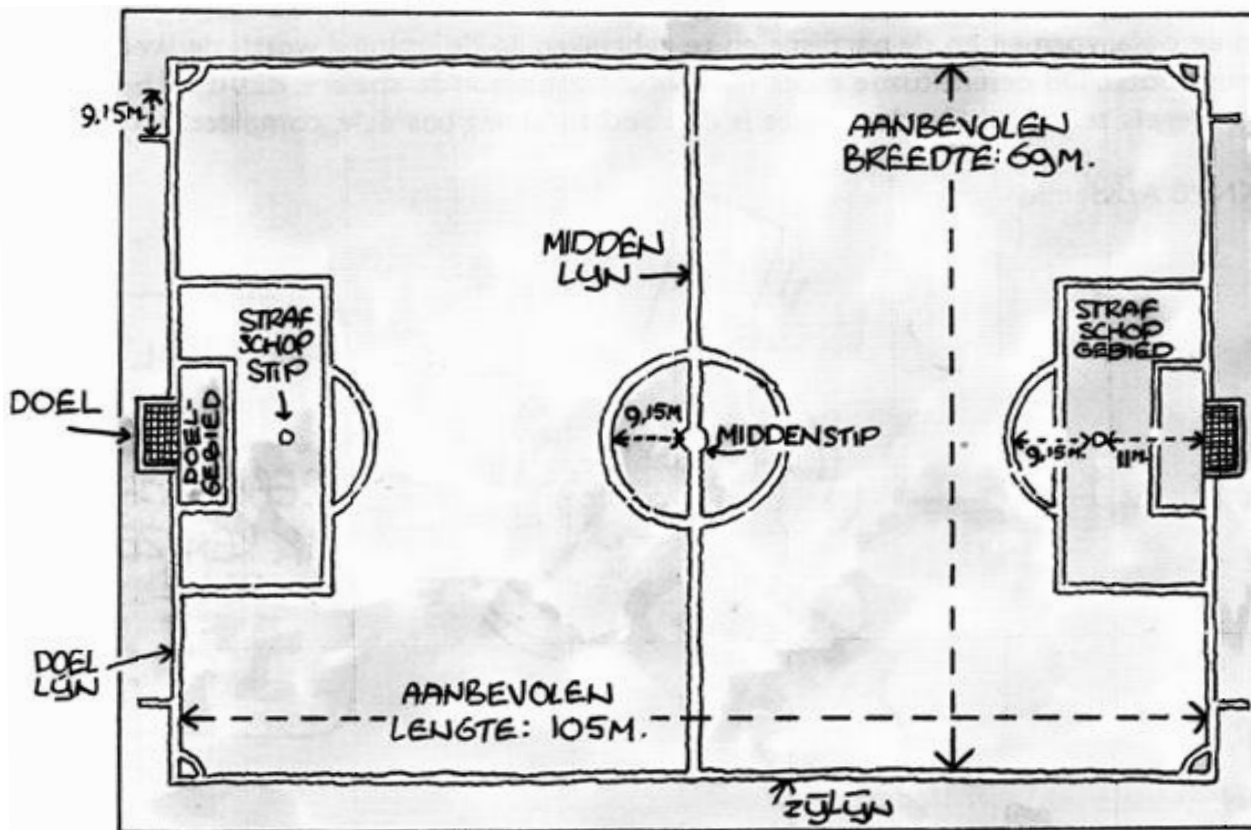 9,15M.
AANBEVOLEN
BREEDTE: 69M.
MIDDEN
LIJN
STRAF
SCHOP
STIP
STRAF
SCHOP
GEBIED
DOEL
DOEL-
GEBIED
9,15M
MIDDENSTIP
9,15M.
11M.
DOEL
LIJN
AANBEVOLEN
LENGTE: 105M.
ZIJLIJN